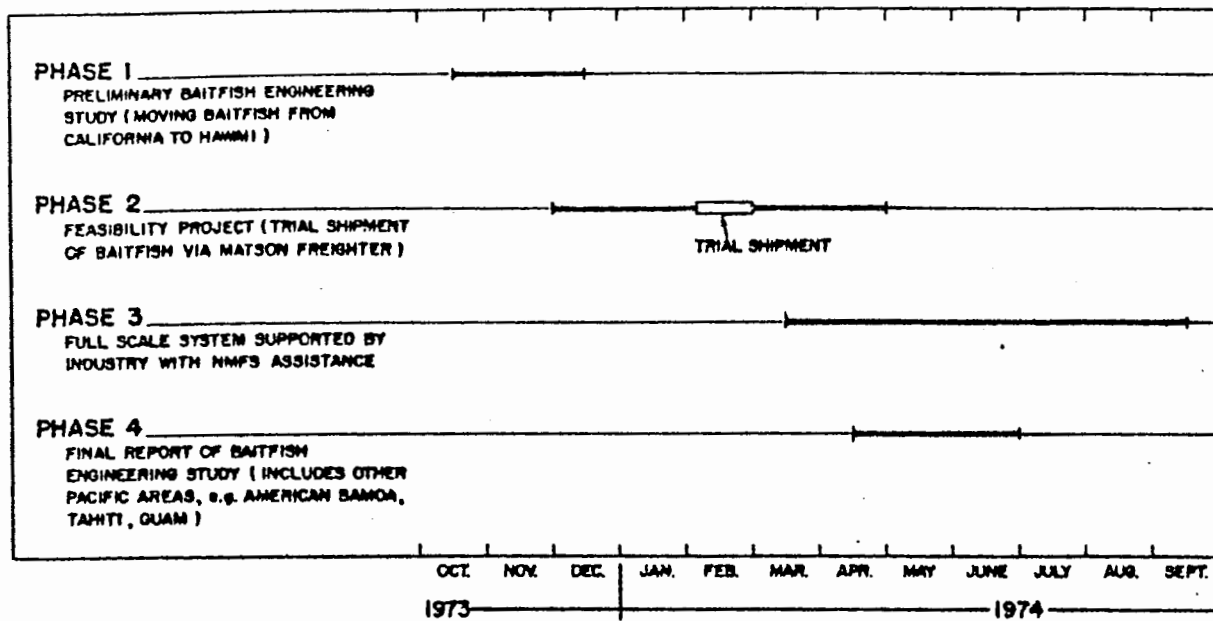 PHASE 1
PRELIMINARY BAITFISH ENGINEERING
STUDY (MOVING BAITFISH FROM
CALIFORNIA TO HAWAII)
PHASE 2
FEASIBILITY PROJECT (TRIAL SHIPMENT
OF BAITFISH VIA MATSON FREIGHTER)
TRIAL SHIPMENT
PHASE 3
FULL SCALE SYSTEM SUPPORTED BY
INDUSTRY WITH NMFS ASSISTANCE
PHASE 4
FINAL REPORT OF BAITFISH
ENGINEERING STUDY (INCLUDES OTHER
PACIFIC AREAS, e.g. AMERICAN SAMOA,
TAHITI, GUAM)
OCT. NOV. DEC. JAN. FEB. MAR. APR. MAY JUNE JULY AUG. SEPT.
1973 1974